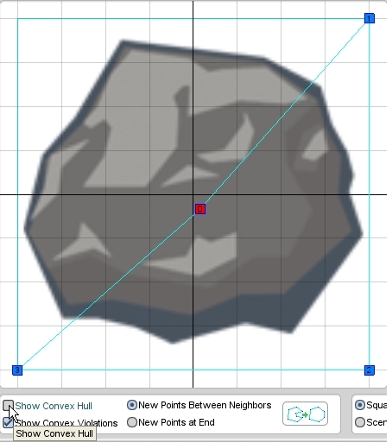 1
0
3
2
Show Convex Hull
New Points Between Neighbors
Squa
Show Convex Violations
New Points at End
Scen
Show Convex Hull